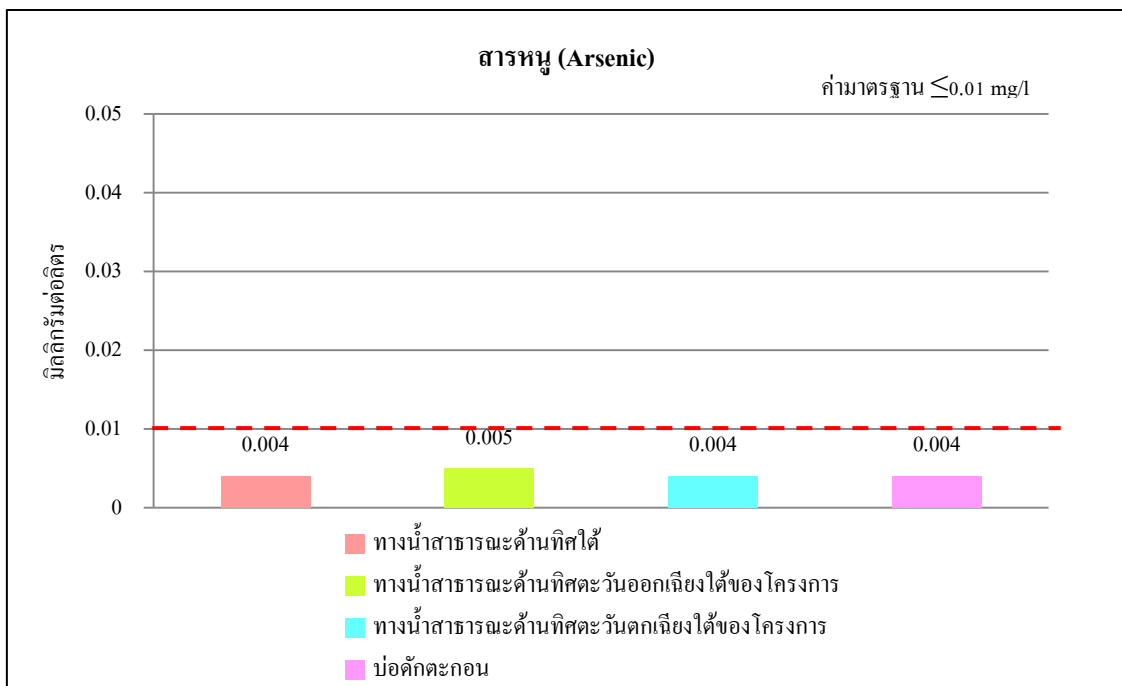 สารหนู (Arsenic)
ค่ามาตรฐาน ≤0.01 mg/l
มิลลิกรัมต่อลิตร
0.05
0.04
0.03
0.02
0.01
0
0.004
0.005
0.004
0.004
ทางน้ำสาธารณะด้านทิศใต้
ทางน้ำสาธารณะด้านทิศตะวันออกเฉียงใต้ของโครงการ
ทางน้ำสาธารณะด้านทิศตะวันตกเฉียงใต้ของโครงการ
บ่อดักตะกอน